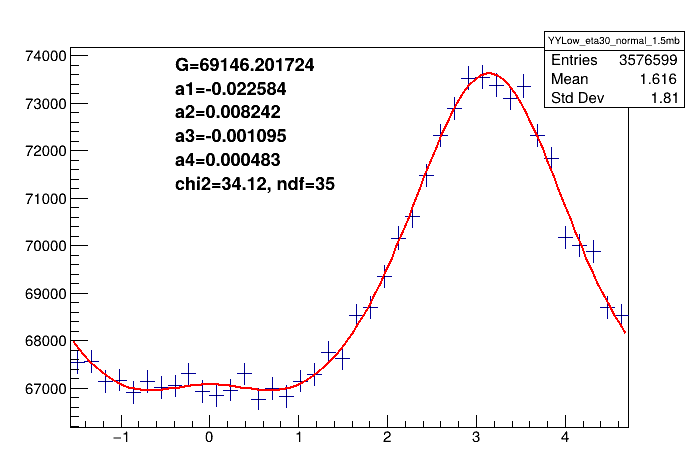 YYLow_eta30_normal_1.5mb
Entries 3576599
Mean 1.616
Std Dev 1.81
G=69146.201724
a1=-0.022584
a2=0.008242
a3=-0.001095
a4=0.000483
chi2=34.12, ndf=35
74000
73000
72000
71000
70000
69000
68000
67000
−1 0 1 2 3 4